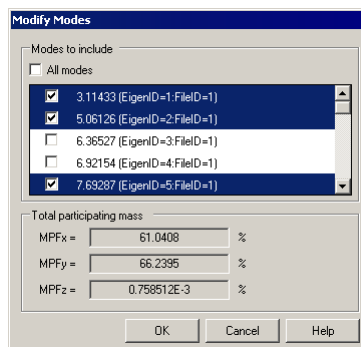 Modify Modes
Modes to include
All modes
3.11433 (EigenID=1:FileID=1)
5.06126 (EigenID=2:FileID=1)
6.36527 (EigenID=3:FileID=1)
6.92154 (EigenID=4:FileID=1)
7.69287 (EigenID=5:FileID=1)
Total participating mass
MPFx = 61.0408 %
MPFy = 66.2395 %
MPFz = 0.758512E-3 %
OK Cancel Help